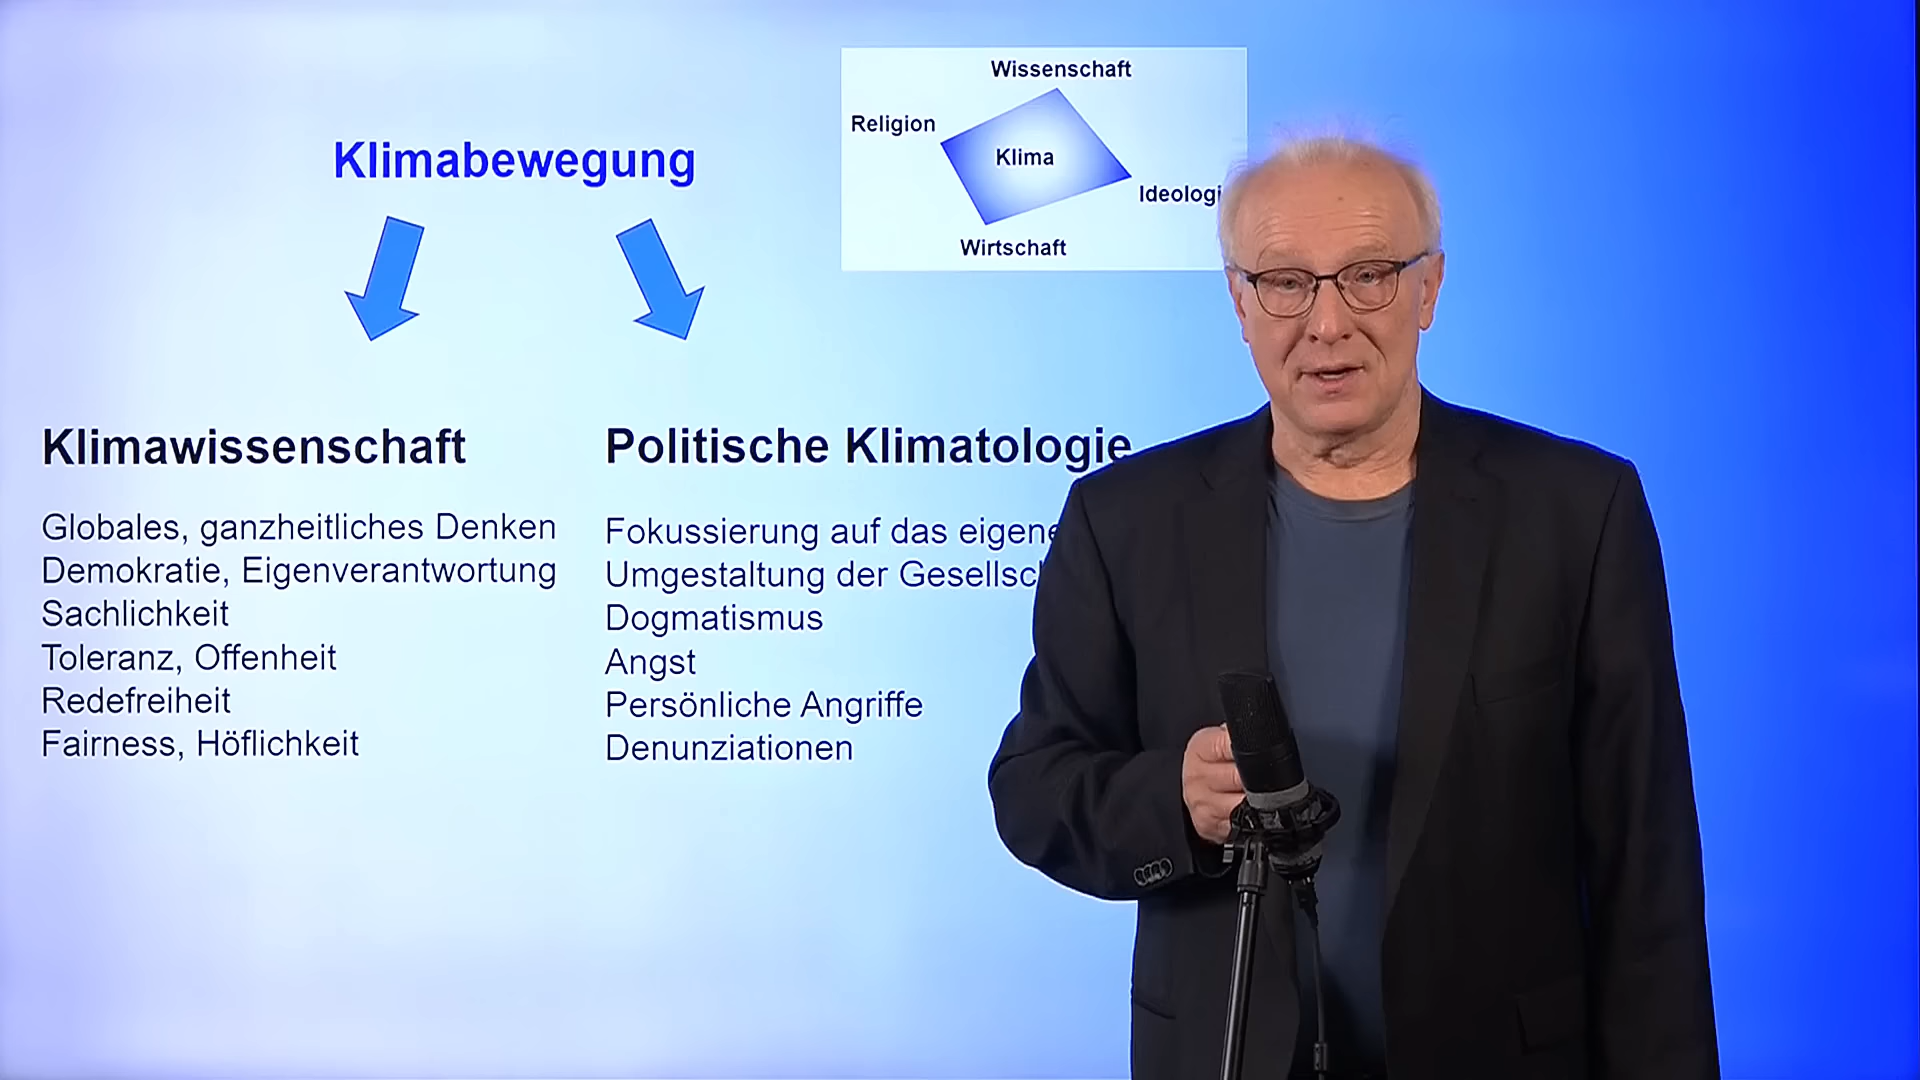 Wissenschaft
Religion
Klima
Wirtschaft
Klimabewegung
Klimawissenschaft
Globales, ganzheitliches Denken
Demokratie, Eigenverantwortung
Sachlichkeit
Toleranz, Offenheit
Redefreiheit
Fairness, Höflichkeit
Politische Klimatologie
Fokussierung auf das
Umgestaltung der
Dogmatismus
Angst
Persönliche Angriffe
Denunziationen